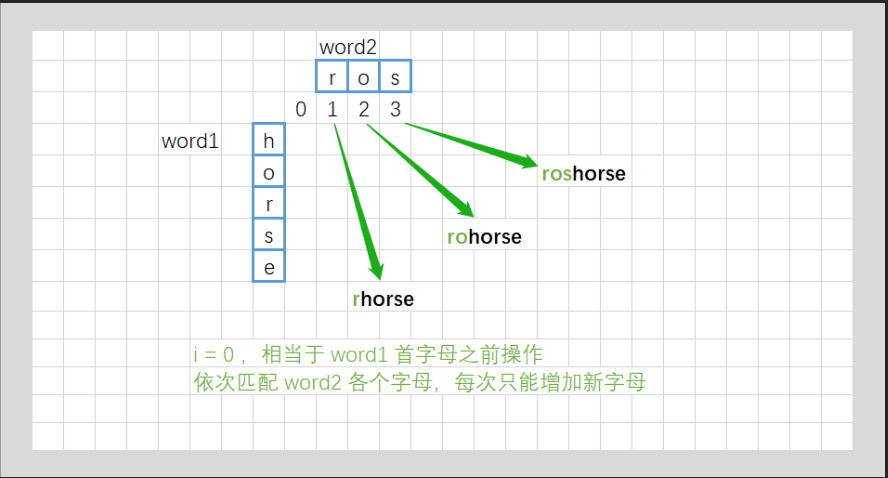 word2
r o s
0 1 2 3
word1
h
o
r
s
e
roshorse
rohorse
rhorse
i = 0 ，相当于 word1 首字母之前操作
依次匹配 word2 各个字母，每次只能增加新字母